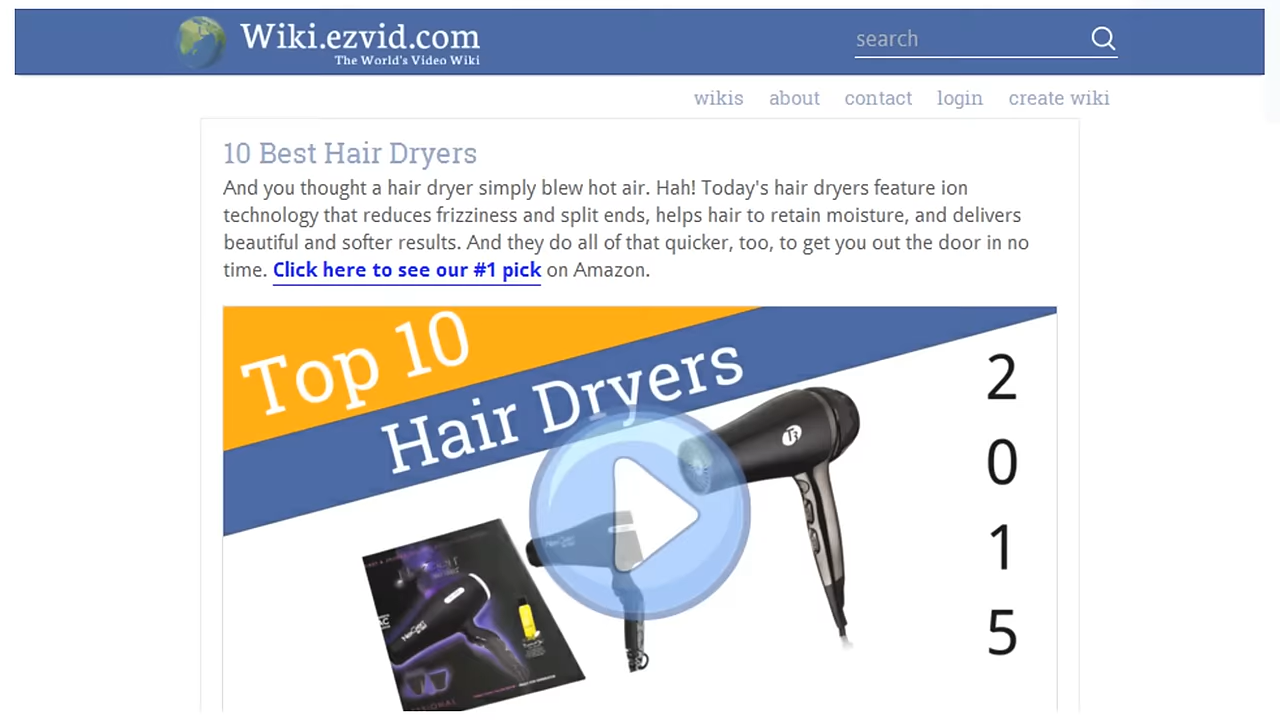 Wiki.ezvid.com
The World's Video Wiki
search
wikis about contact login create wiki
10 Best Hair Dryers
And you thought a hair dryer simply blew hot air. Hah! Today's hair dryers feature ion
technology that reduces frizziness and split ends, helps hair to retain moisture, and delivers
beautiful and softer results. And they do all of that quicker, too, to get you out the door in no
time. Click here to see our #1 pick on Amazon.
Top 10
Hair Dryers
2
0
1
5
T3